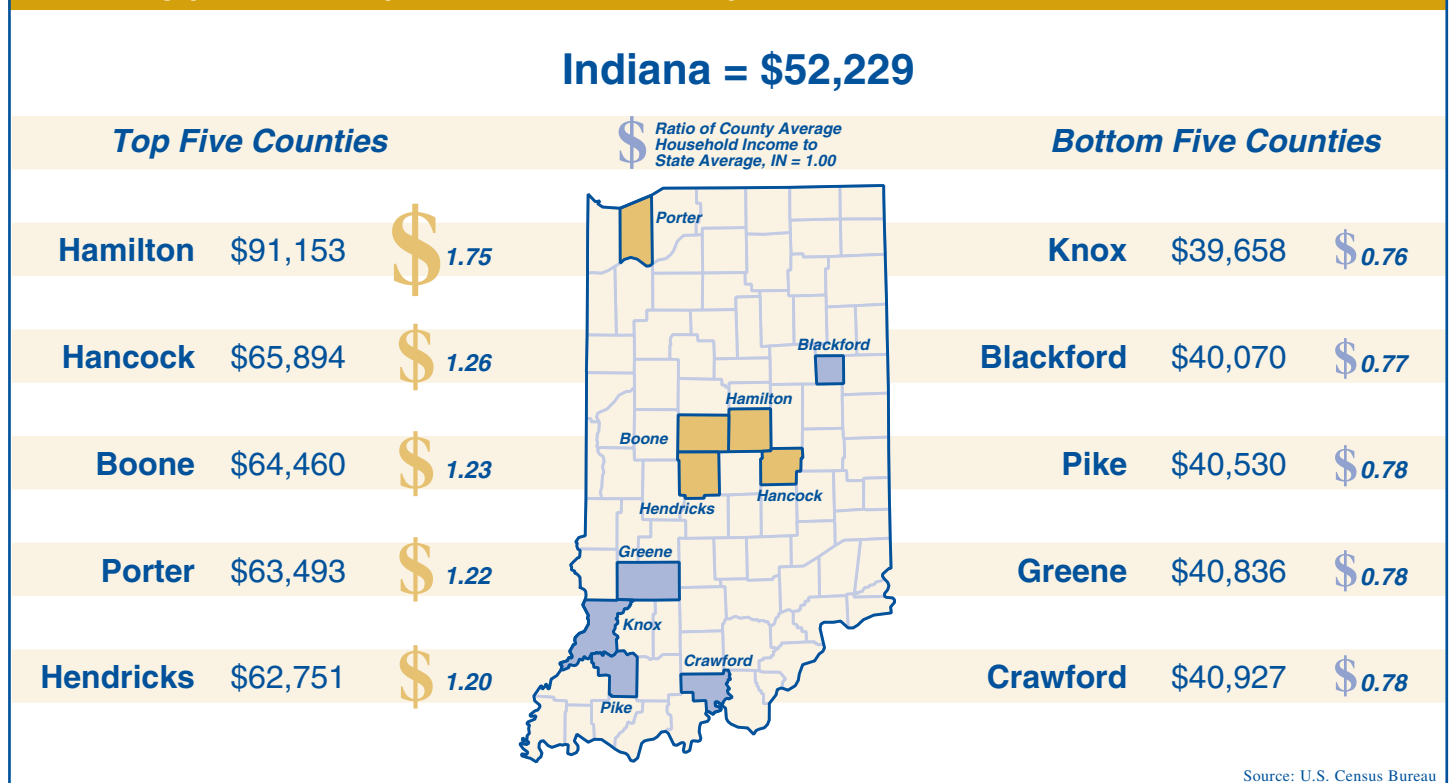 Indiana = $52,229
Top Five Counties
$ Ratio of County Average
Household Income to
State Average, IN = 1.00
Bottom Five Counties
Hamilton $91,153 $ 1.75
Hancock $65,894 $ 1.26
Boone $64,460 $ 1.23
Porter $63,493 $ 1.22
Hendricks $62,751 $ 1.20
Porter
Blackford
Hamilton
Boone
Hendricks
Hancock
Greene
Knox
Crawford
Pike
Knox $39,658 $ 0.76
Blackford $40,070 $ 0.77
Pike $40,530 $ 0.78
Greene $40,836 $ 0.78
Crawford $40,927 $ 0.78
Source: U.S. Census Bureau